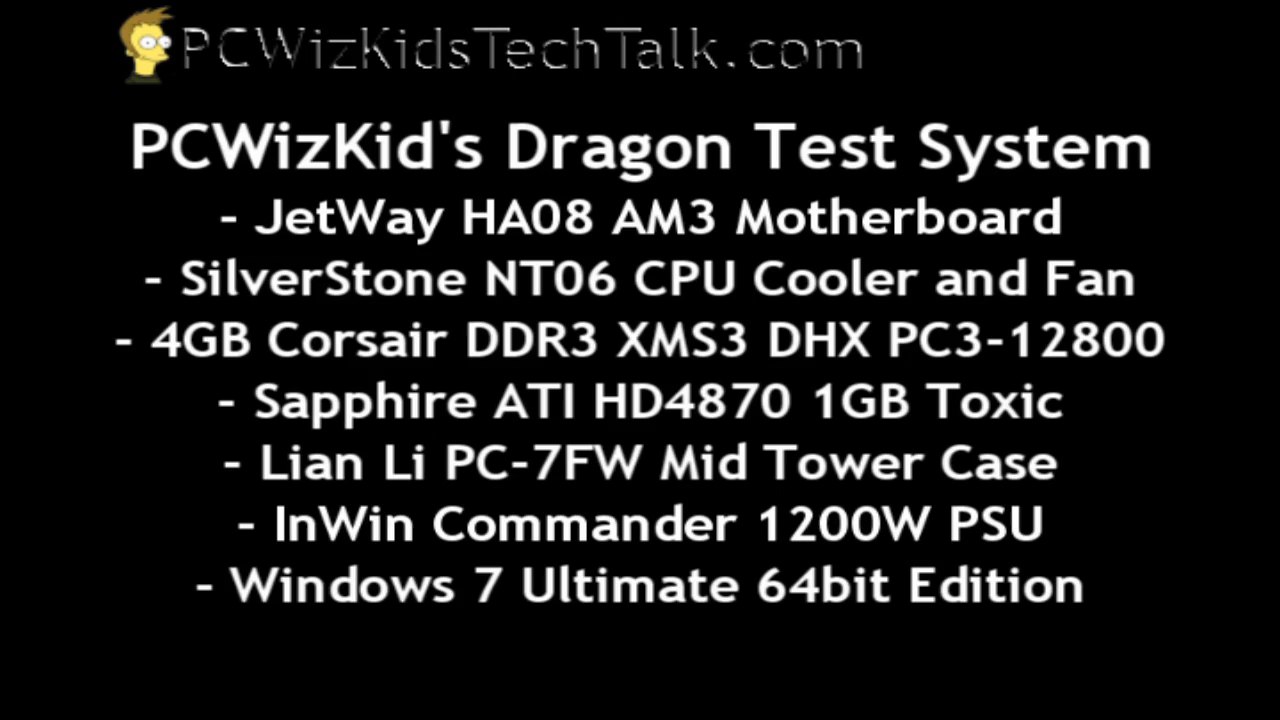 PCWizKidsTechTalk.com
PCWizKid's Dragon Test System
- JetWay HA08 AM3 Motherboard
- SilverStone NT06 CPU Cooler and Fan
- 4GB Corsair DDR3 XMS3 DHX PC3-12800
- Sapphire ATI HD4870 1GB Toxic
- Lian Li PC-7FW Mid Tower Case
- InWin Commander 1200W PSU
- Windows 7 Ultimate 64bit Edition